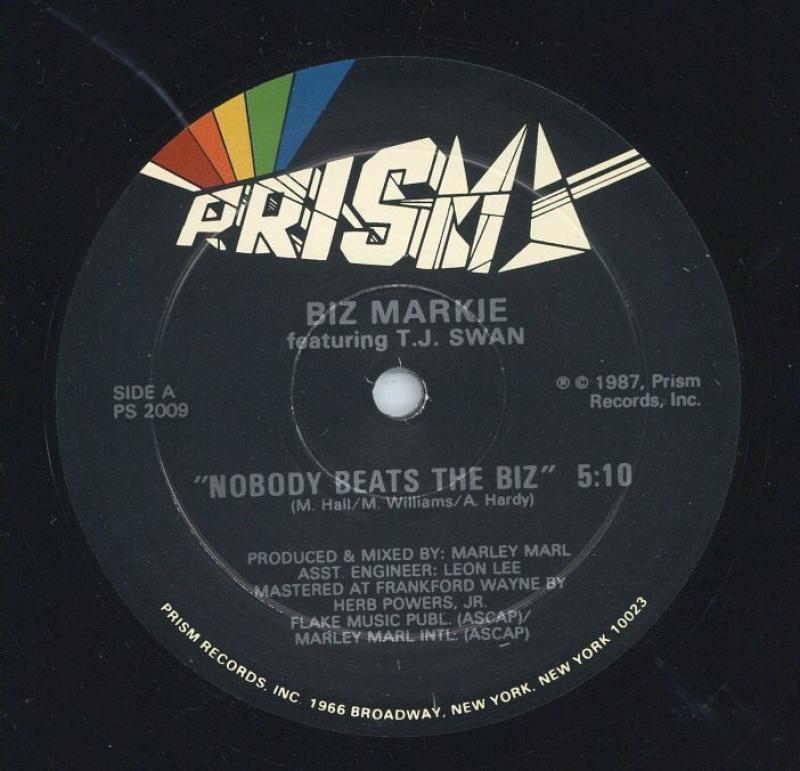 PRISM
BIZ MARKIE
featuring T.J. SWAN
SIDE A
PS 2009
℗ © 1987, Prism
Records, Inc.
"NOBODY BEATS THE BIZ" 5:10
(M. Hall/M. Williams/A. Hardy)
PRODUCED & MIXED BY: MARLEY MARL
ASST. ENGINEER: LEON LEE
MASTERED AT FRANKFORD WAYNE BY
HERB POWERS, JR.
FLAKE MUSIC PUBL. (ASCAP)/
MARLEY MARL INTL. (ASCAP)
PRISM RECORDS, INC. 1966 BROADWAY, NEW YORK, NEW YORK 10023